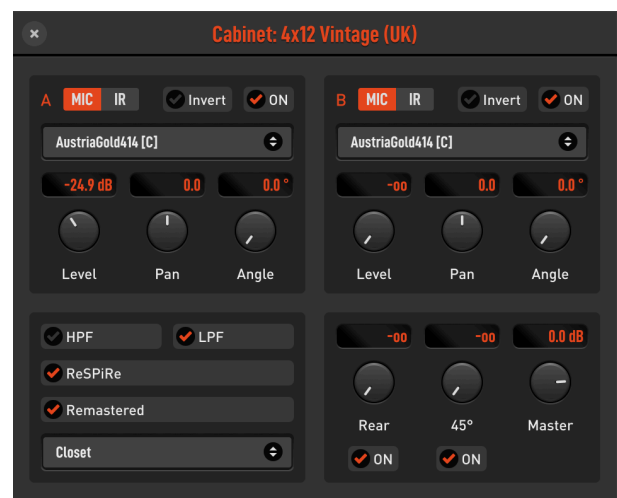 Cabinet: 4x12 Vintage (UK)
A MIC IR Invert ON
AustriaGold414 [C]
-24.9 dB 0.0 0.0 °
Level Pan Angle
B MIC IR Invert ON
AustriaGold414 [C]
-oo 0.0 0.0 °
Level Pan Angle
HPF LPF
ReSPiRe
Remastered
Closet
-oo -oo 0.0 dB
Rear 45° Master
ON ON